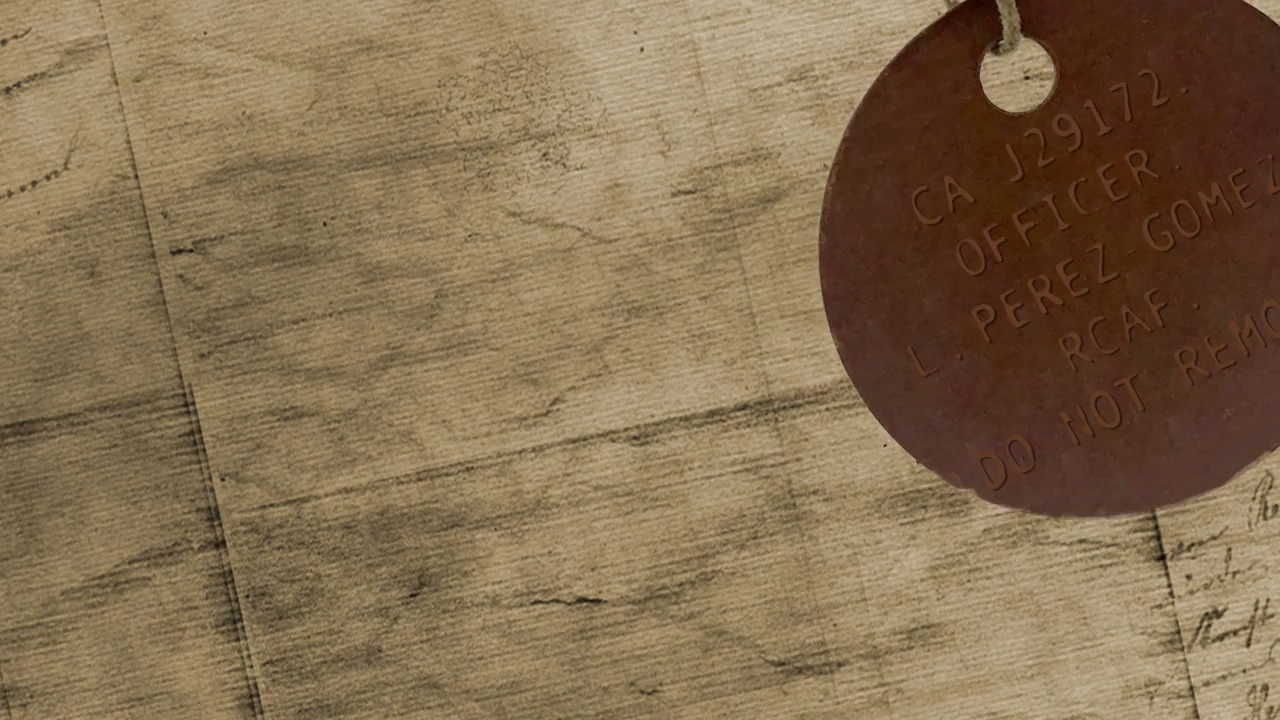 CA J29172.
OFFICER.
L. PEREZ-GOMEZ
RCAF.
DO NOT REMO